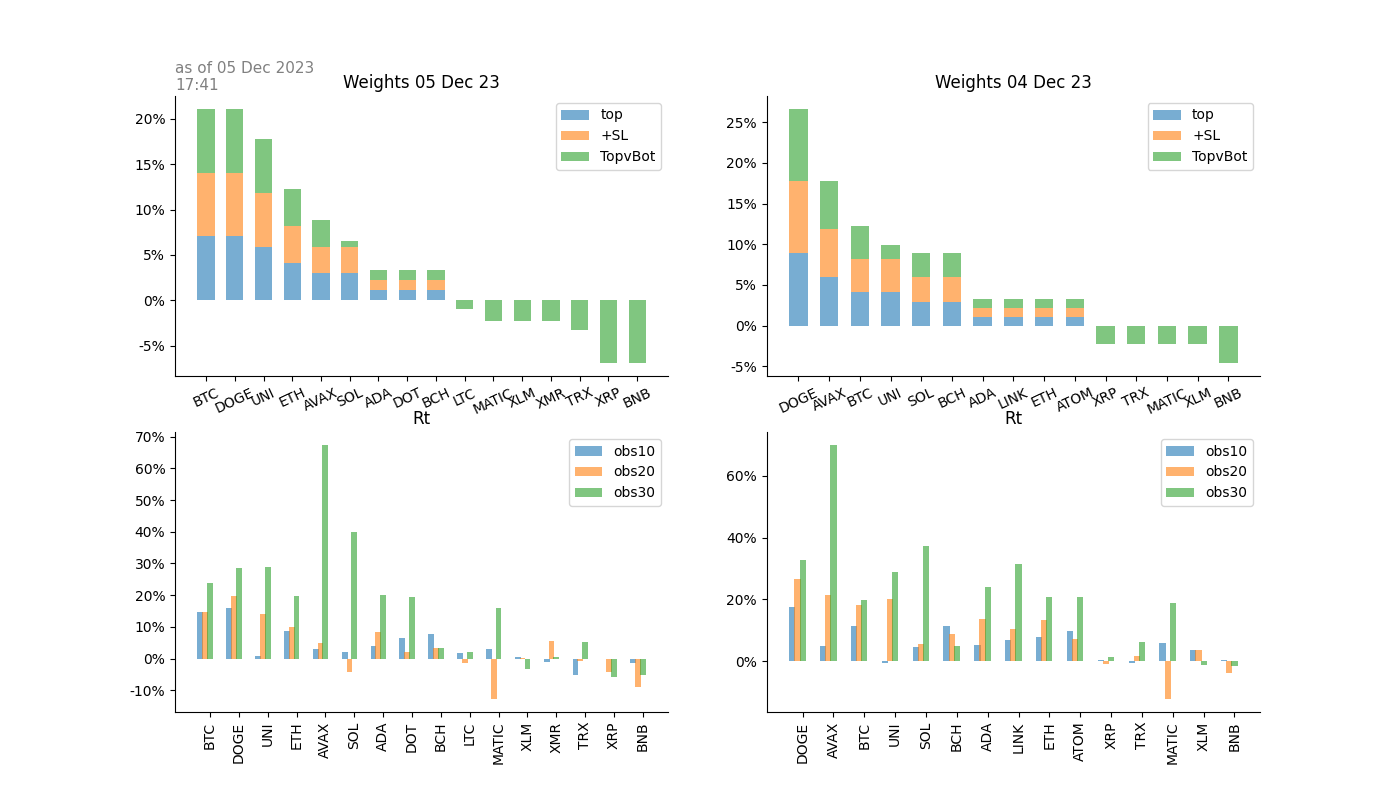 as of 05 Dec 2023
17:41
Weights 05 Dec 23
20%
15%
10%
5%
0%
-5%
top
+SL
TopvBot
BTC DOGE UNI ETH AVAX SOL ADA DOT BCH LTC MATIC XLM XMR TRX XRP BNB
Weights 04 Dec 23
25%
20%
15%
10%
5%
0%
-5%
top
+SL
TopvBot
DOGE AVAX BTC UNI SOL BCH ADA LINK ETH ATOM XRP TRX MATIC XLM BNB
Rt
70%
60%
50%
40%
30%
20%
10%
0%
-10%
obs10
obs20
obs30
BTC DOGE UNI ETH AVAX SOL ADA DOT BCH LTC MATIC XLM XMR TRX XRP BNB
Rt
60%
40%
20%
0%
obs10
obs20
obs30
DOGE AVAX BTC UNI SOL BCH ADA LINK ETH ATOM XRP TRX MATIC XLM BNB